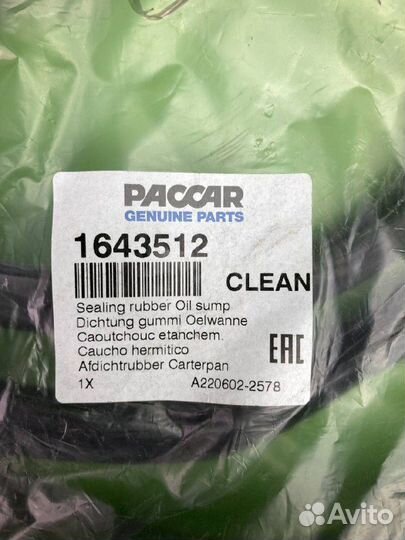 PACCAR
GENUINE PARTS
1643512
CLEAN
Sealing rubber Oil sump
Dichtung gummi Oelwanne
Caoutchouc etanchem.
Caucho hermitico
Afdichtrubber Carterpan
EAC
1X A220602-2578
Avito